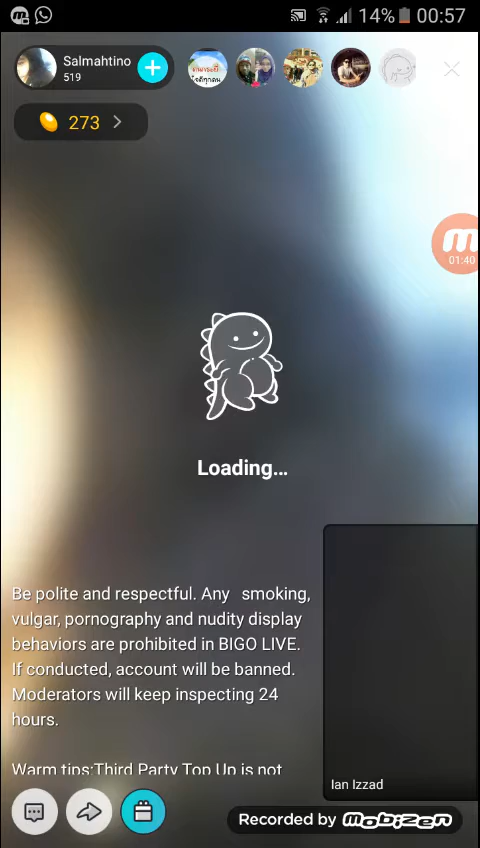 14% 00:57
Salmahtino
519
273
01:40
Loading...
Be polite and respectful. Any smoking,
vulgar, pornography and nudity display
behaviors are prohibited in BIGO LIVE.
If conducted, account will be banned.
Moderators will keep inspecting 24
hours.
Warm tips:Third Party Top Up is not
Ian Izzad
Recorded by mobizen